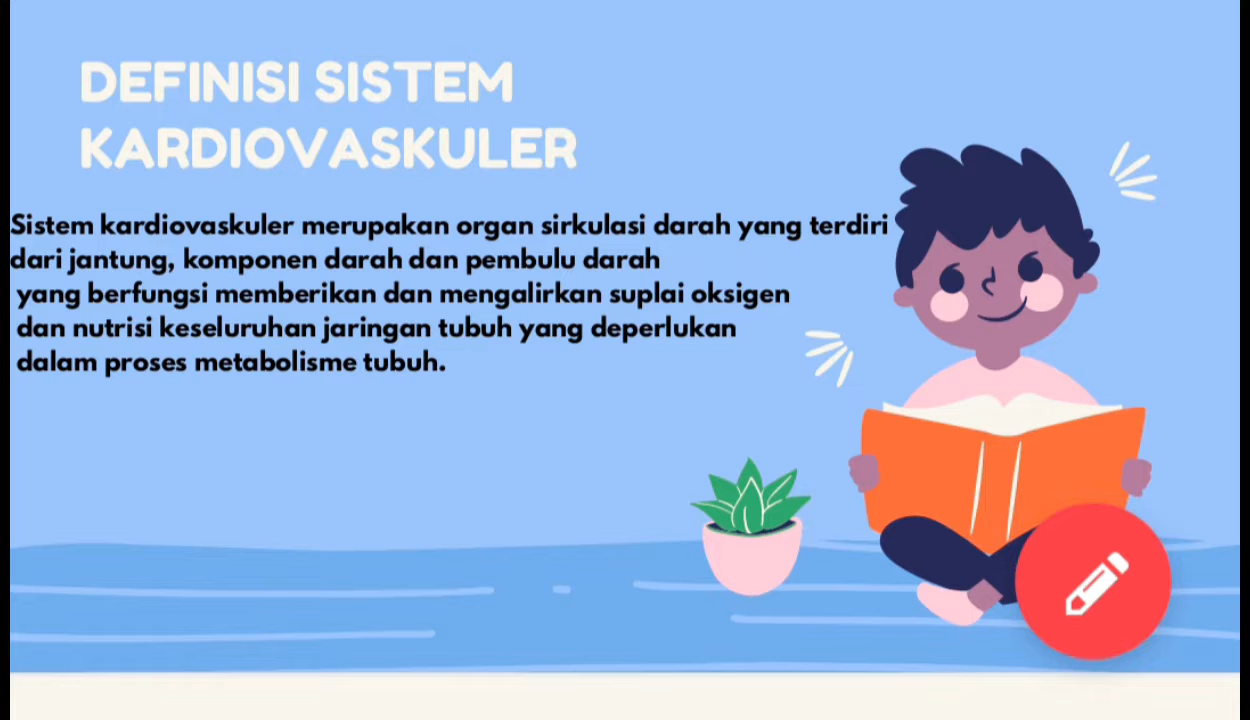 DEFINISI SISTEM
KARDIOVASKULER
Sistem kardiovaskuler merupakan organ sirkulasi darah yang terdiri
dari jantung, komponen darah dan pembulu darah
yang berfungsi memberikan dan mengalirkan suplai oksigen
dan nutrisi keseluruhan jaringan tubuh yang deperlukan
dalam proses metabolisme tubuh.